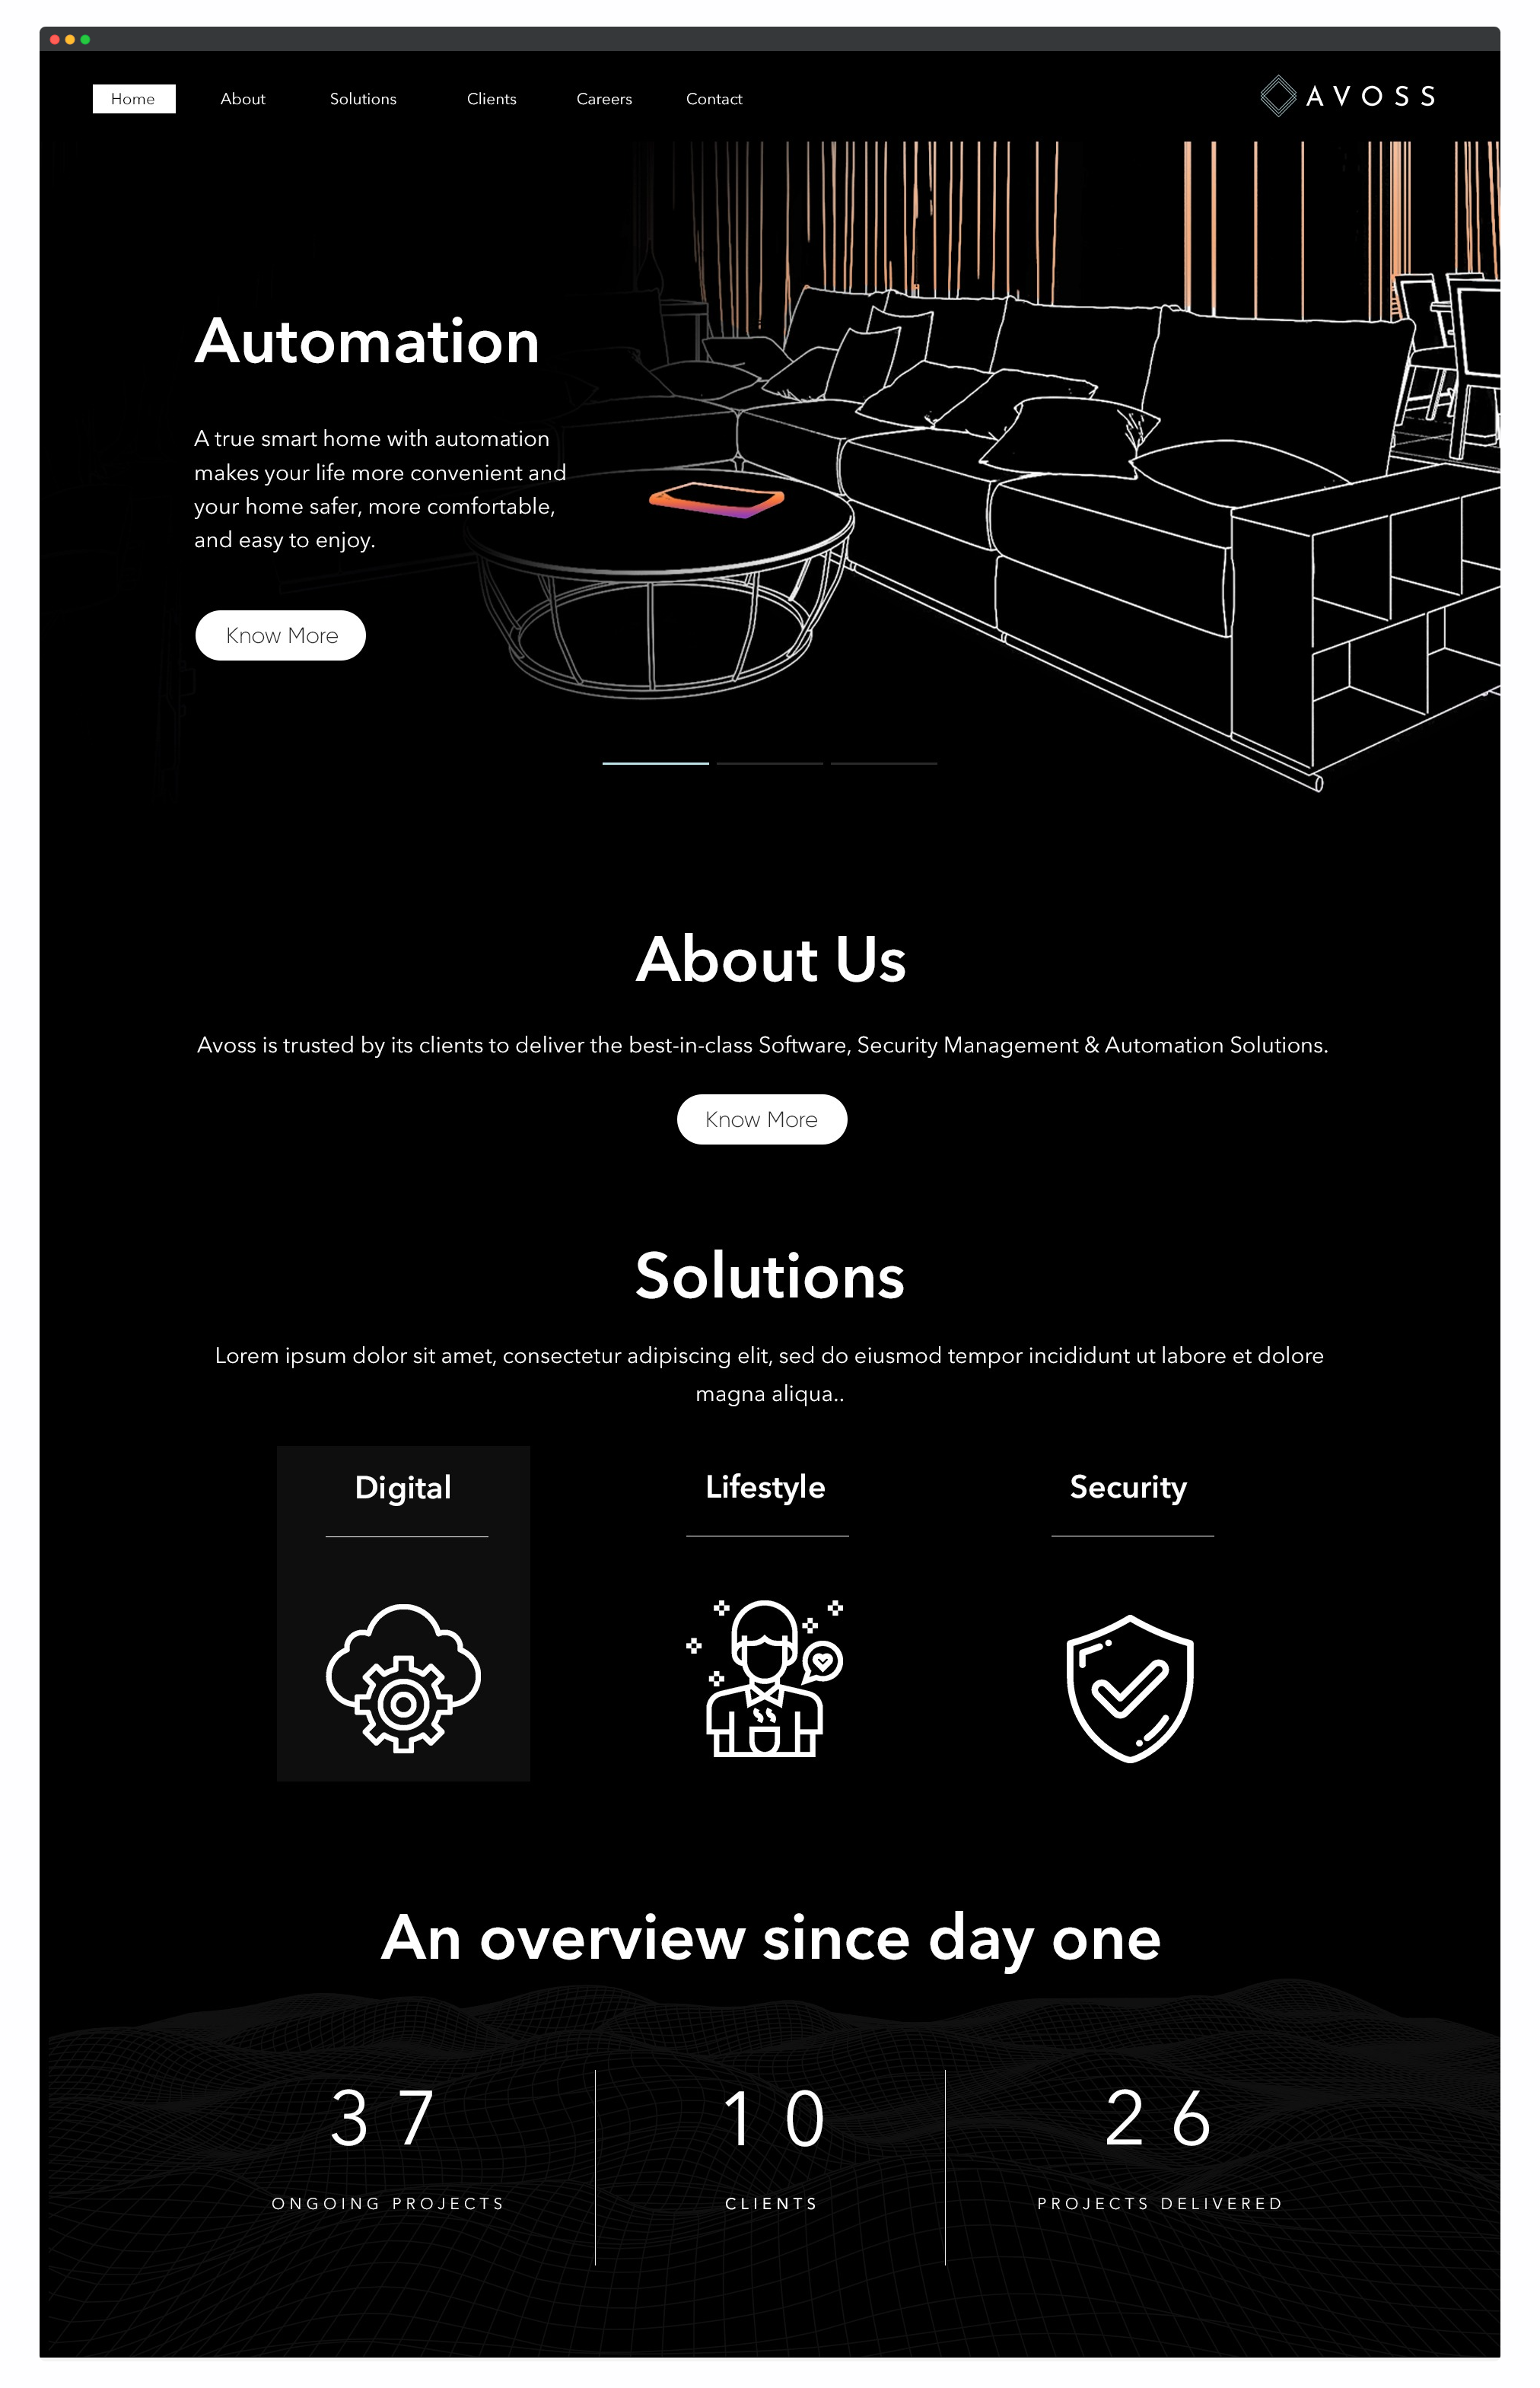 Home About Solutions Clients Careers Contact AVOSS
Automation
A true smart home with automation
makes your life more convenient and
your home safer, more comfortable,
and easy to enjoy.
Know More
About Us
Avoss is trusted by its clients to deliver the best-in-class Software, Security Management & Automation Solutions.
Know More
Solutions
Lorem ipsum dolor sit amet, consectetur adipiscing elit, sed do eiusmod tempor incididunt ut labore et dolore
magna aliqua..
Digital Lifestyle Security
An overview since day one
37 10 26
ONGOING PROJECTS CLIENTS PROJECTS DELIVERED